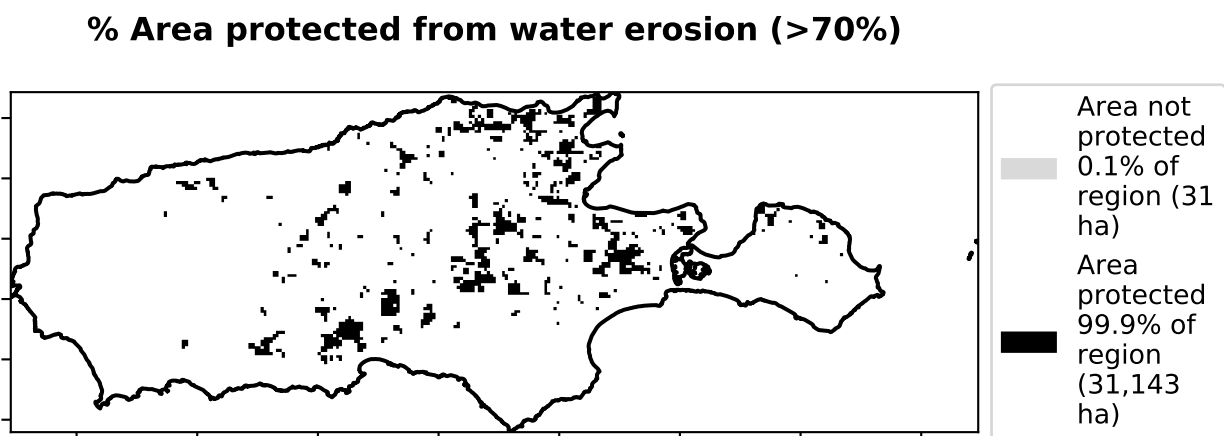 % Area protected from water erosion (>70%)
Area not
protected
0.1% of
region (31
ha)
Area
protected
99.9% of
region
(31,143
ha)